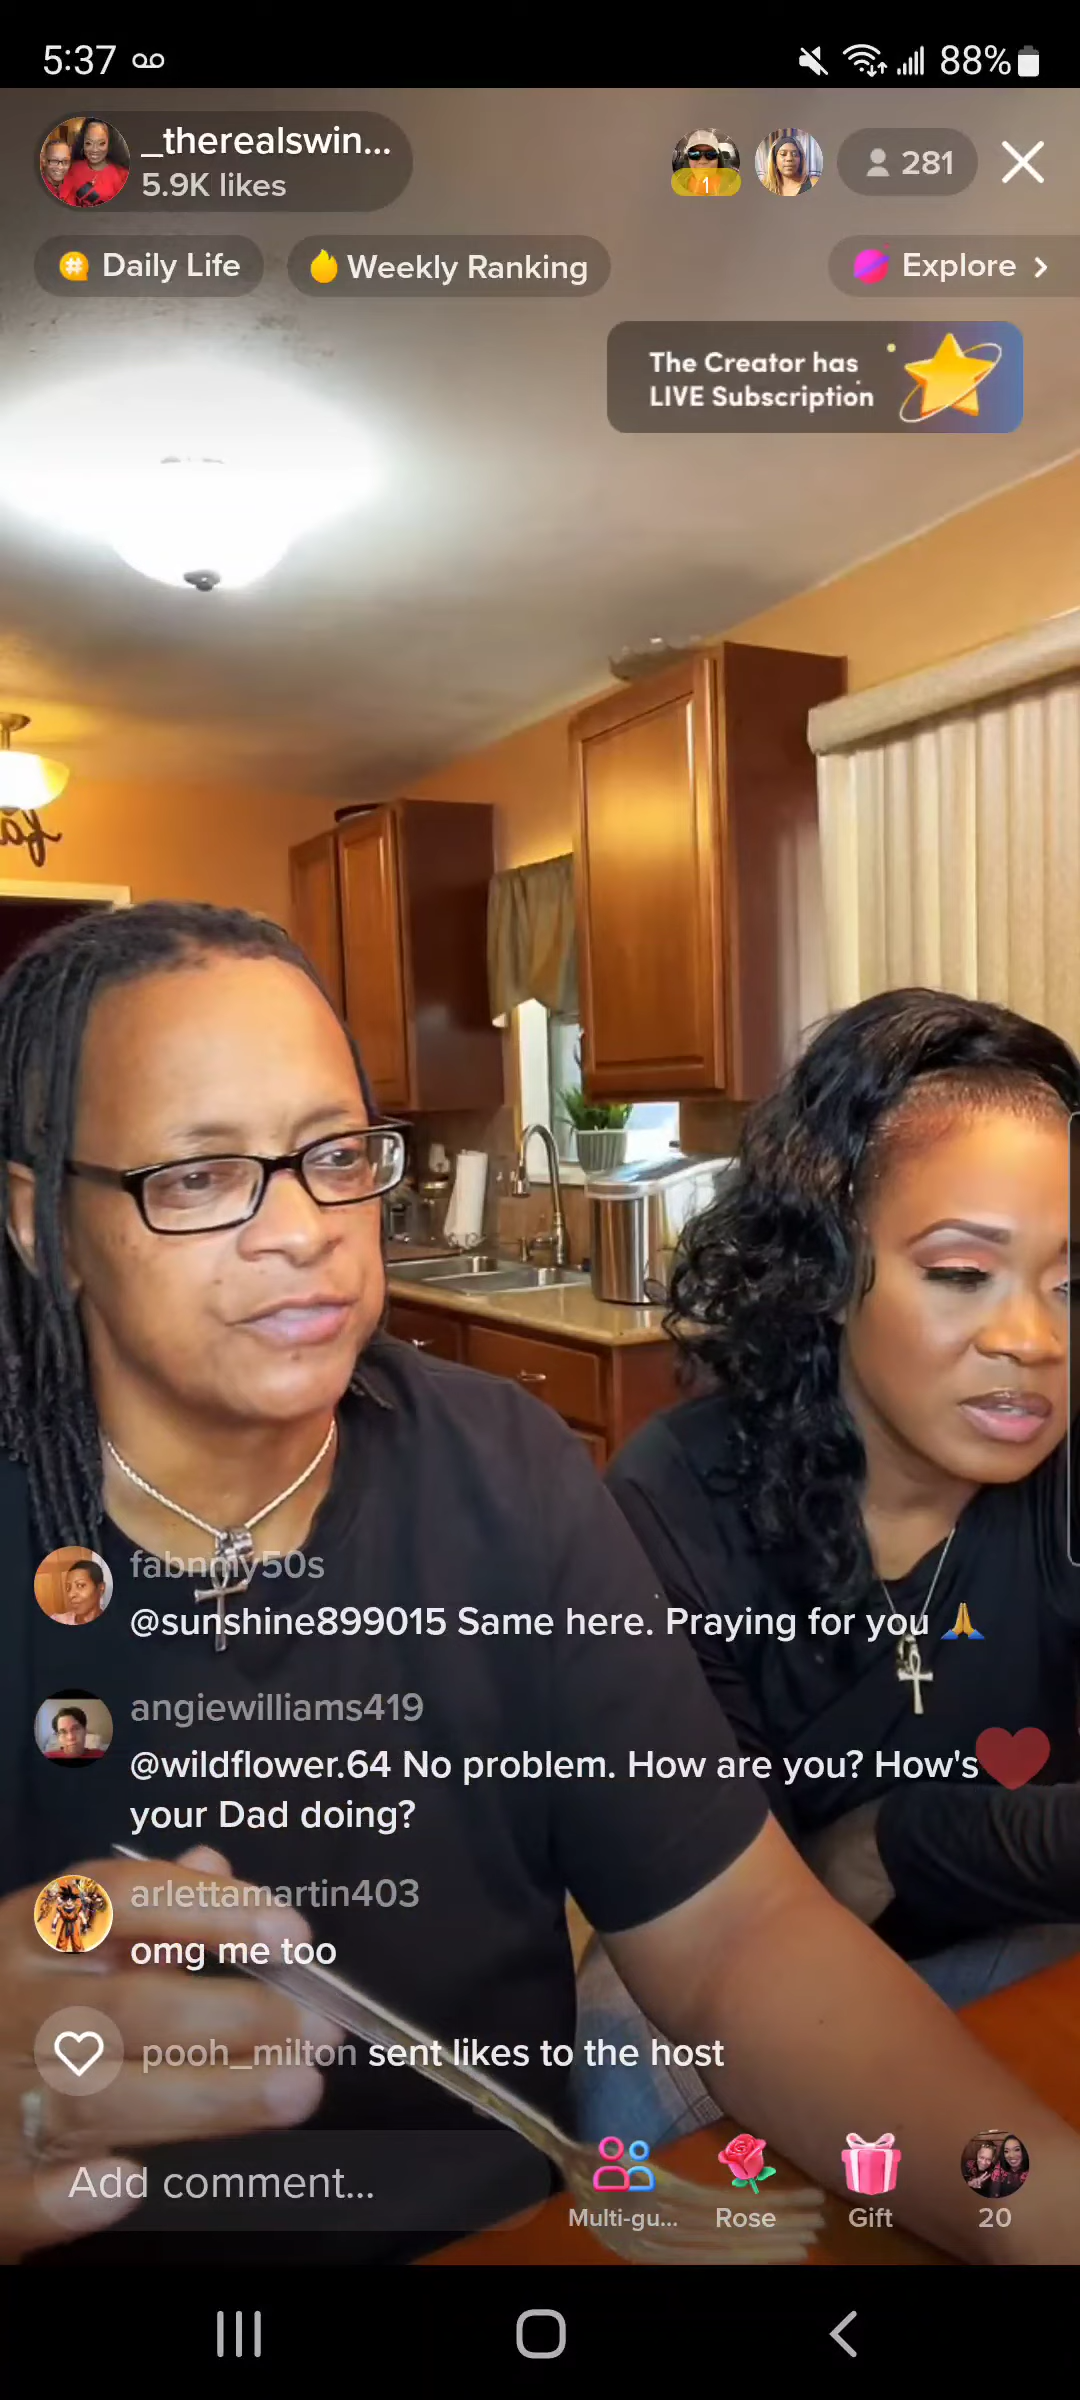 5:37
88%
_therealswin...
5.9K likes
1
281
Daily Life
Weekly Ranking
Explore >
The Creator has
LIVE Subscription
fabnmy50s
@sunshine899015 Same here. Praying for you 🙏
angiewilliams419
@wildflower.64 No problem. How are you? How's
your Dad doing?
arlettamartin403
omg me too
pooh_milton sent likes to the host
Add comment...
Multi-gu...
Rose
Gift
20